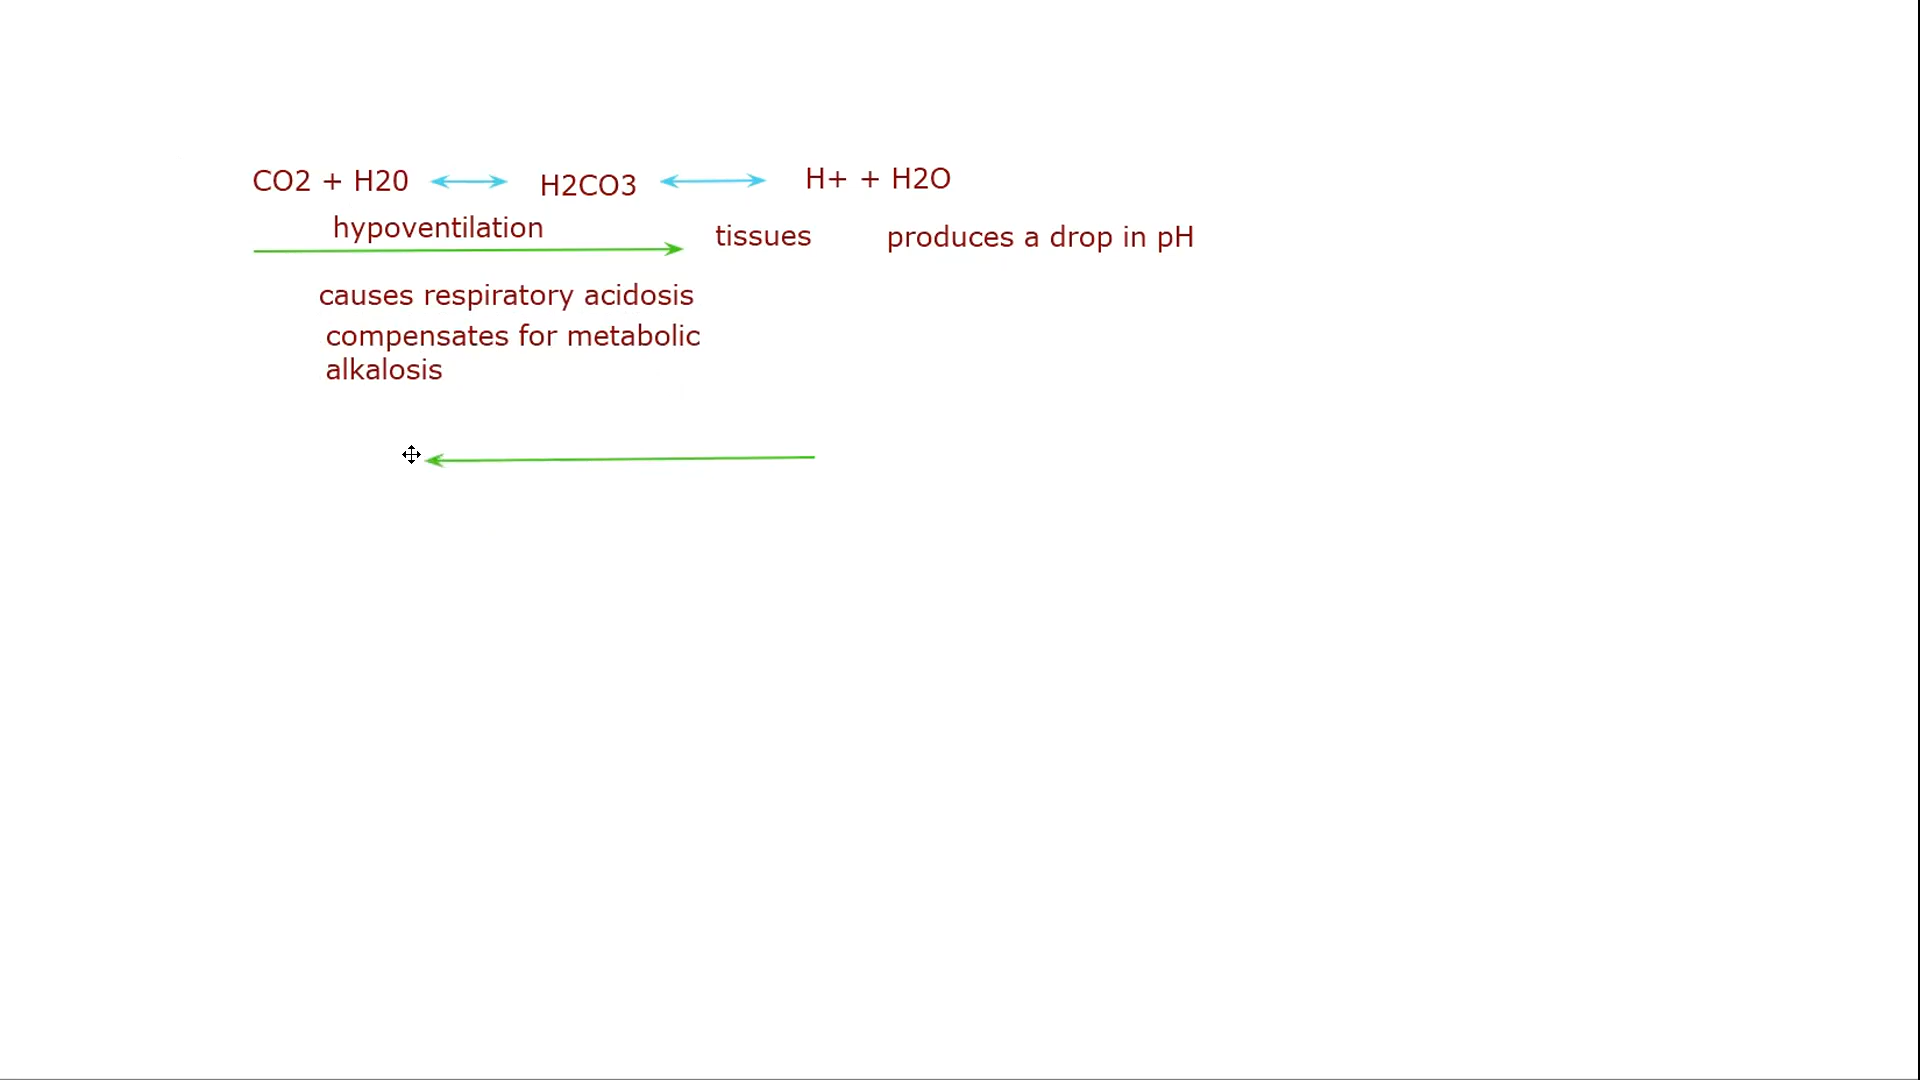 CO2 + H20 H2CO3 H+ + H2O
hypoventilation
tissues produces a drop in pH
causes respiratory acidosis
compensates for metabolic
alkalosis